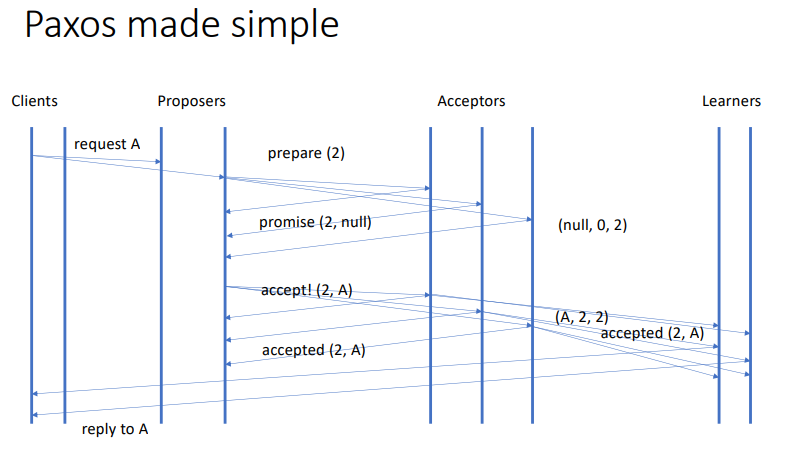 Paxos made simple
Clients
Proposers
Acceptors
Learners
request A
prepare (2)
promise (2, null)
(null, 0, 2)
accept! (2, A)
(A, 2, 2)
accepted (2, A)
accepted (2, A)
reply to A